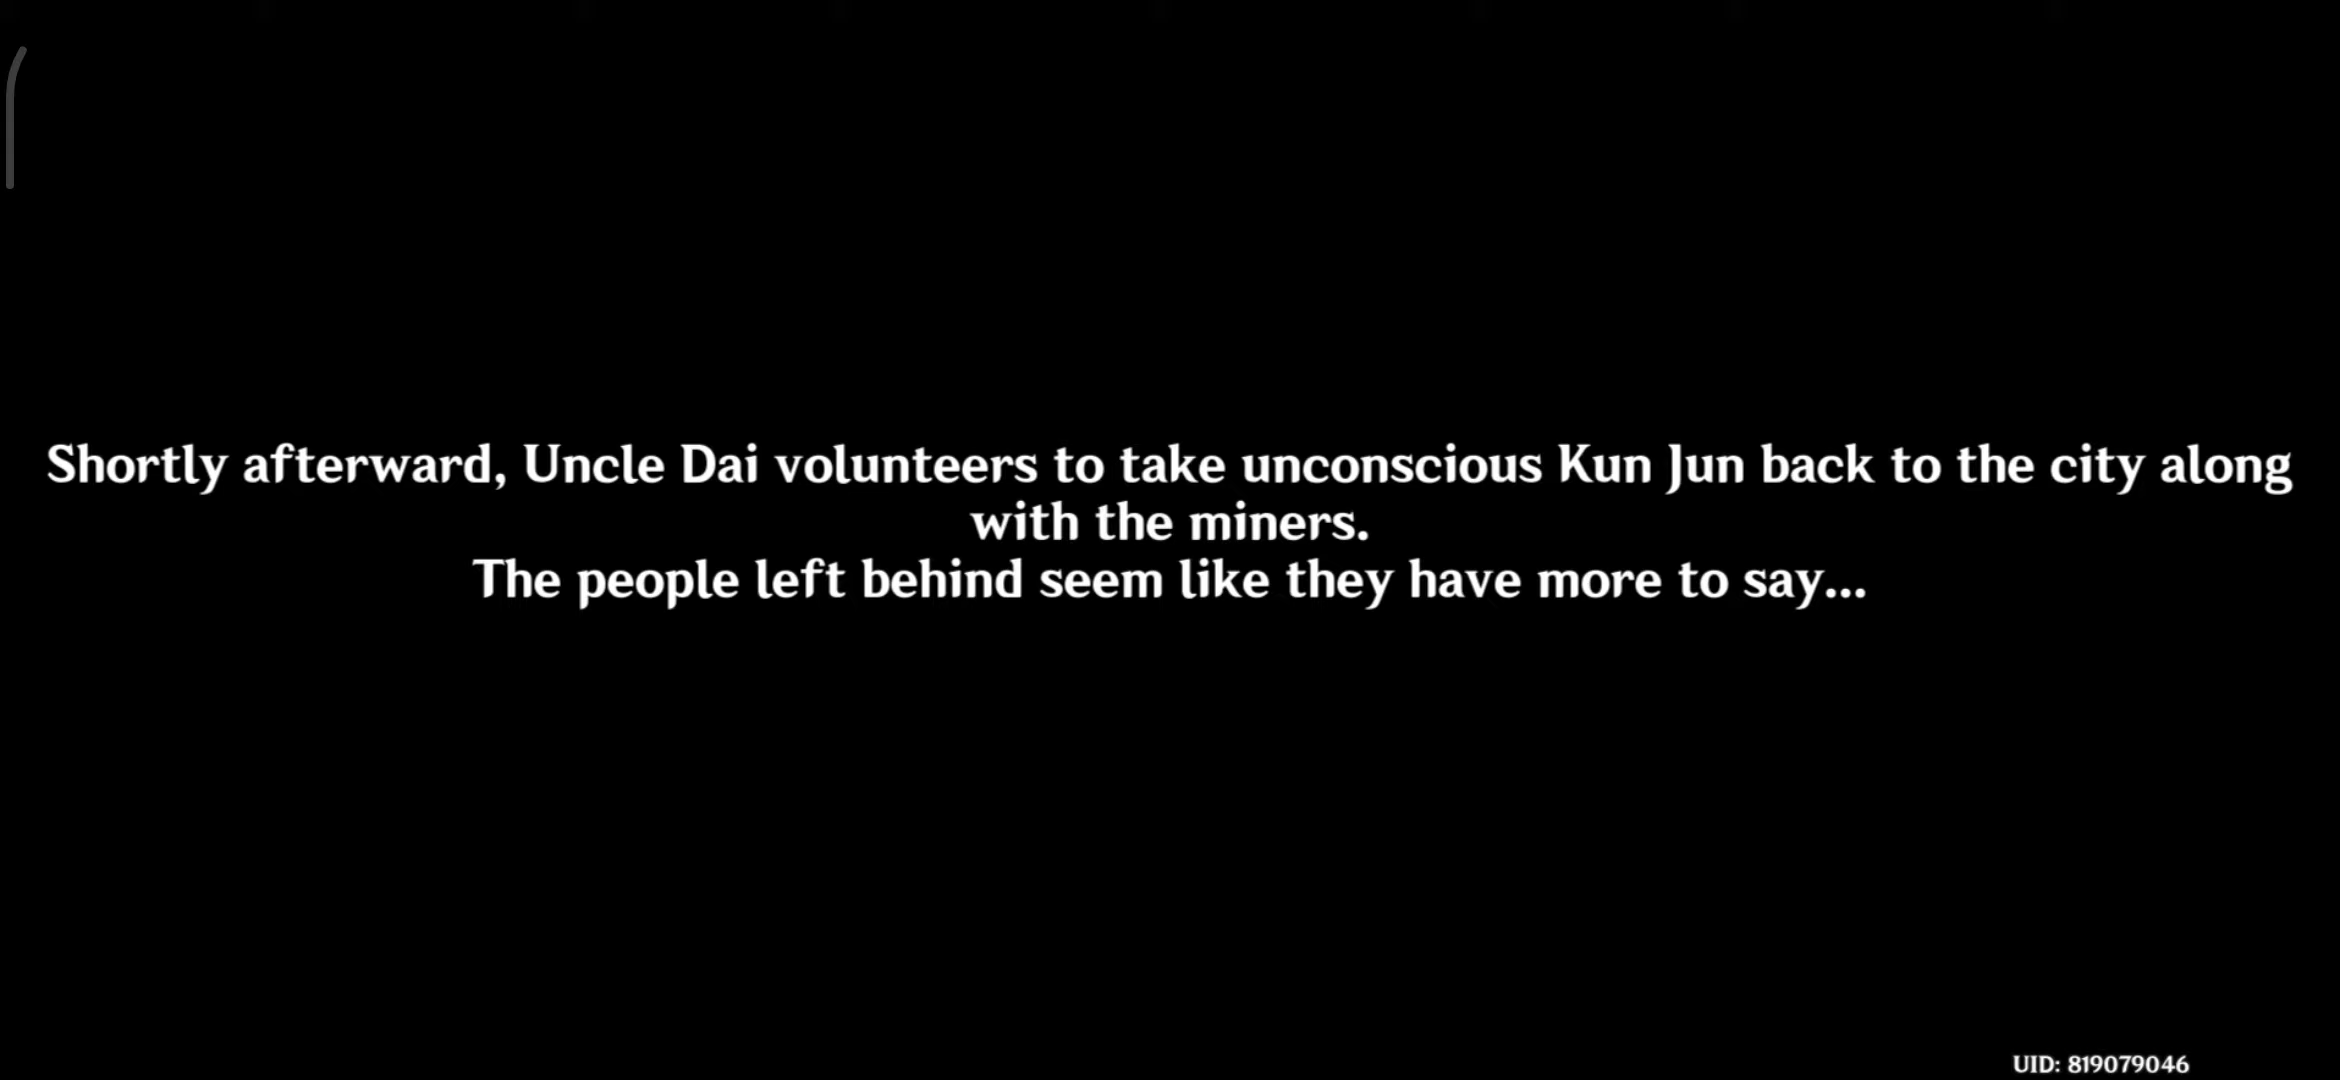 Shortly afterward, Uncle Dai volunteers to take unconscious Kun Jun back to the city along
with the miners.
The people left behind seem like they have more to say...
UID: 819079046